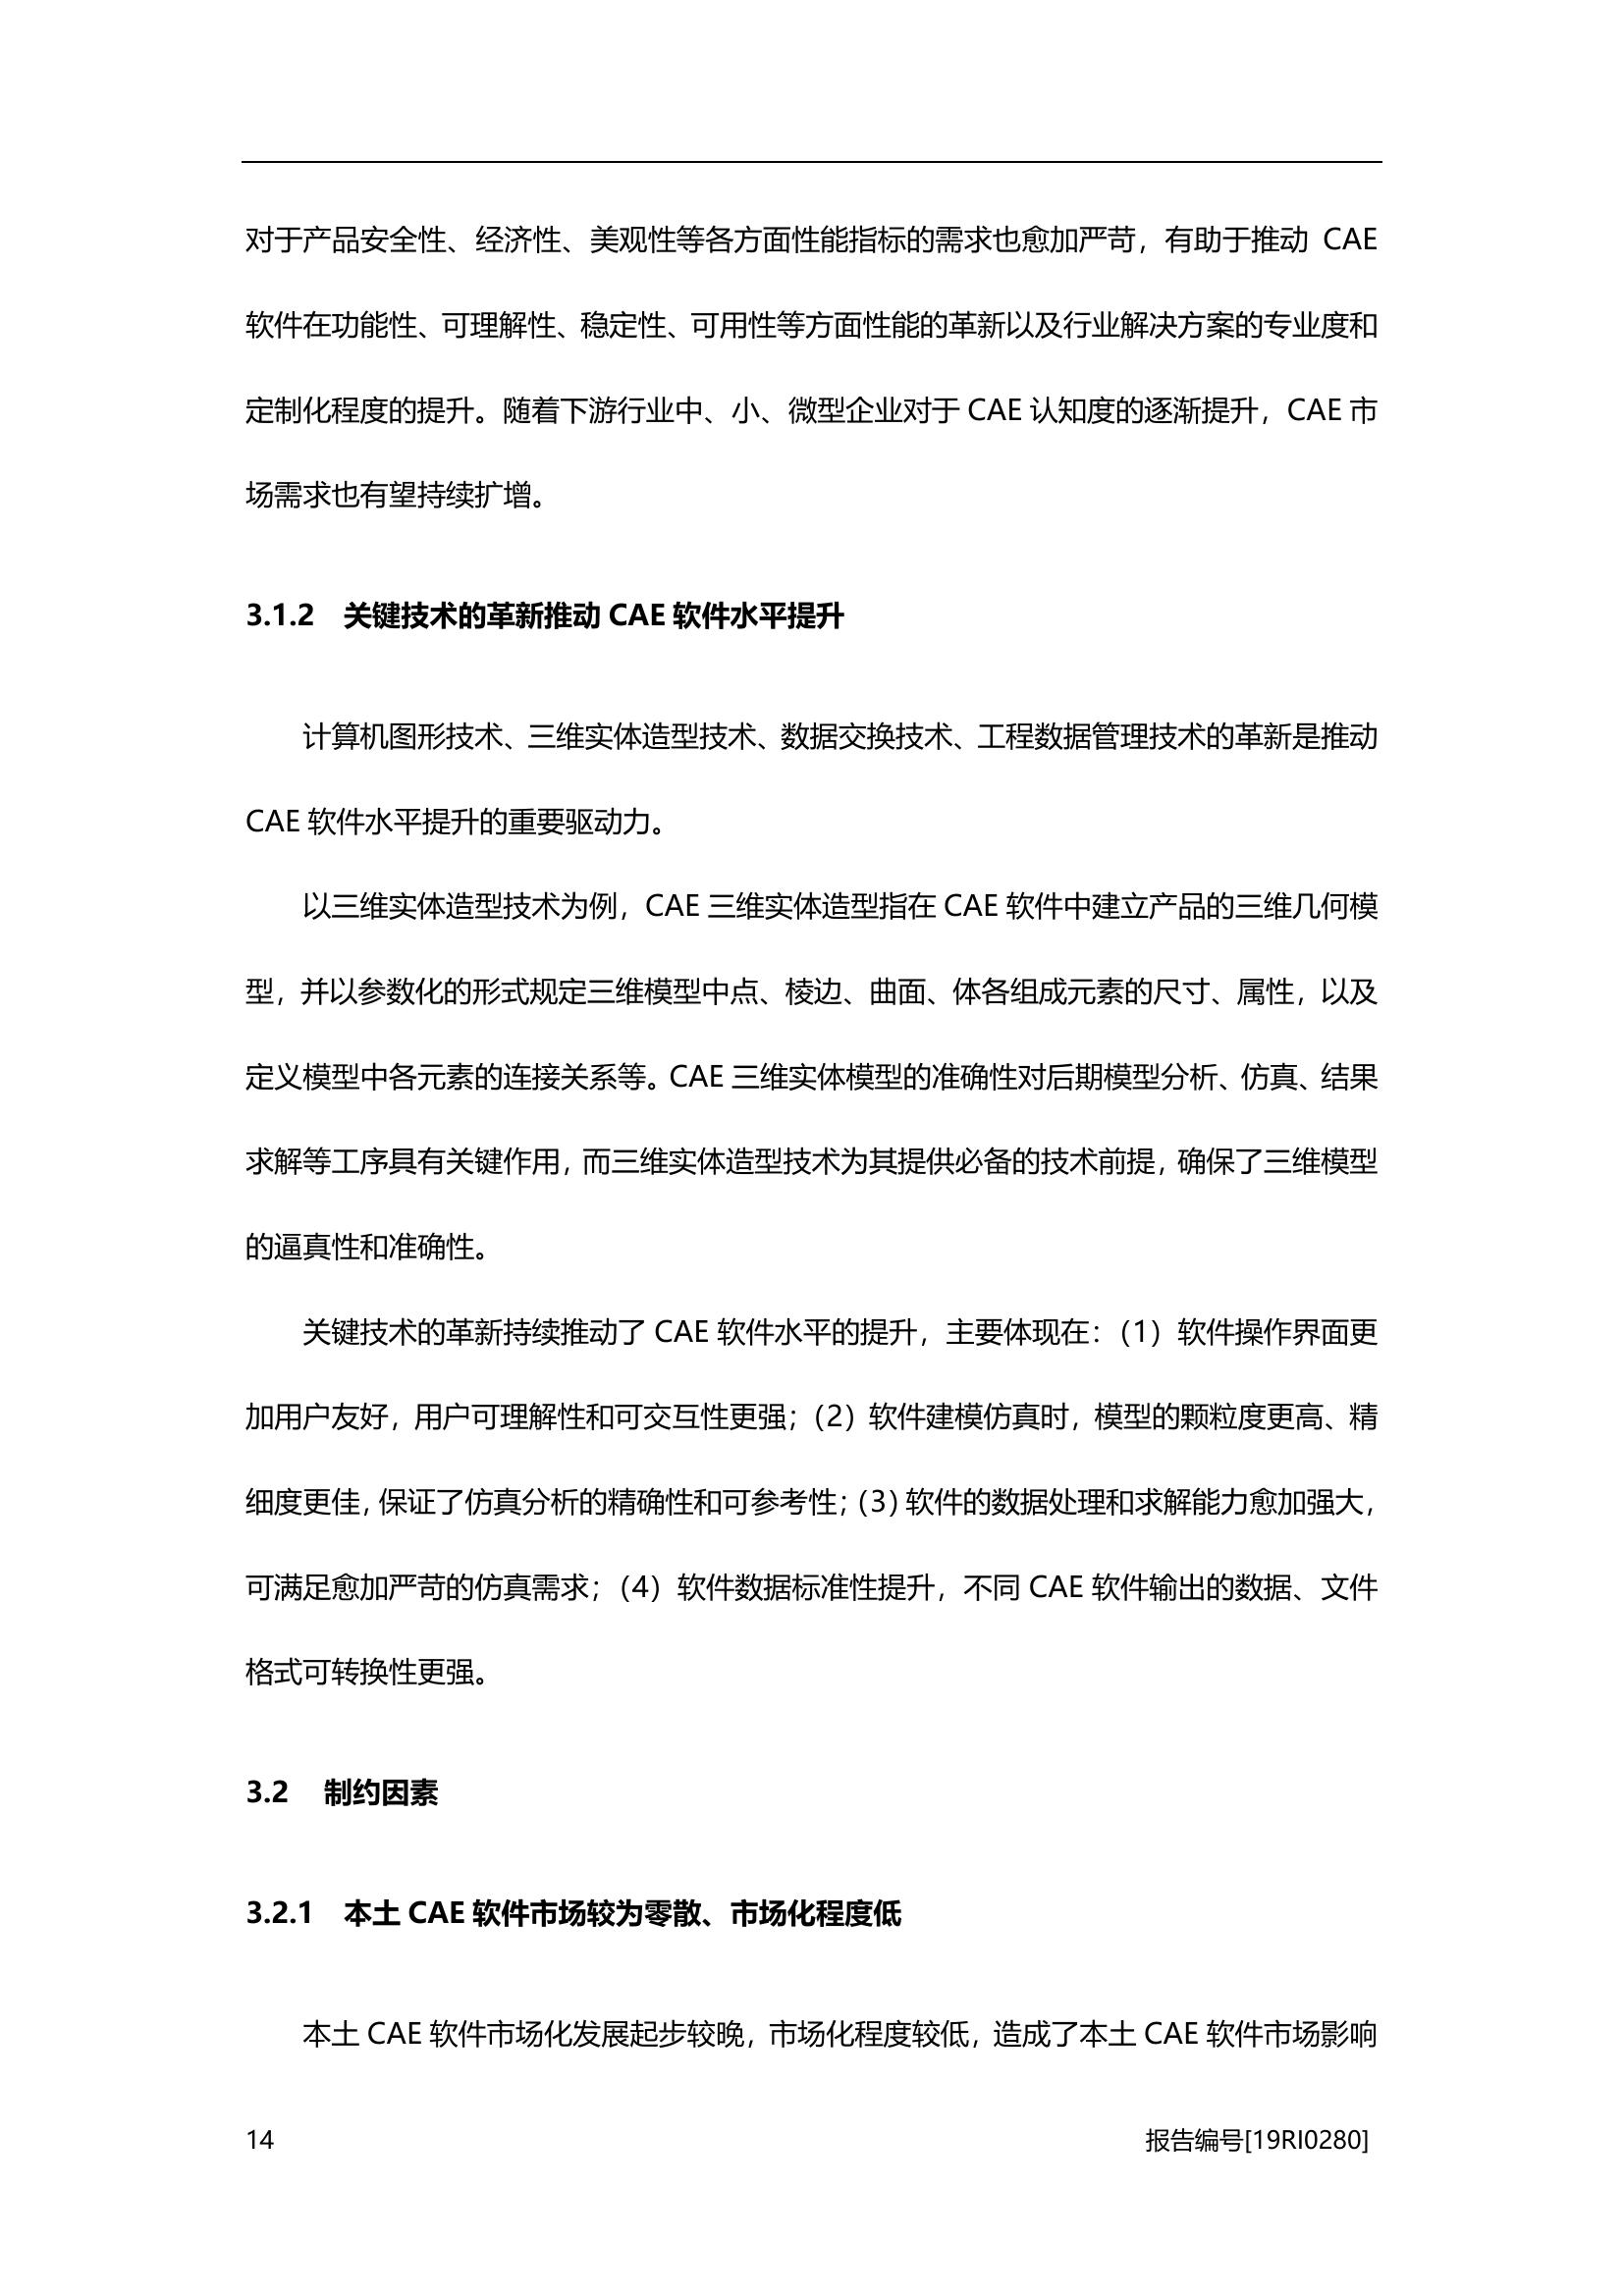 对于产品安全性、经济性、美观性等各方面性能指标的需求也愈加严苛，有助于推动 CAE
软件在功能性、可理解性、稳定性、可用性等方面性能的革新以及行业解决方案的专业度和
定制化程度的提升。随着下游行业中、小、微型企业对于 CAE 认知度的逐渐提升，CAE 市
场需求也有望持续扩增。
3.1.2 关键技术的革新推动 CAE 软件水平提升
计算机图形技术、三维实体造型技术、数据交换技术、工程数据管理技术的革新是推动
CAE 软件水平提升的重要驱动力。
以三维实体造型技术为例，CAE 三维实体造型指在 CAE 软件中建立产品的三维几何模
型，并以参数化的形式规定三维模型中点、棱边、曲面、体各组成元素的尺寸、属性，以及
定义模型中各元素的连接关系等。CAE 三维实体模型的准确性对后期模型分析、仿真、结果
求解等工序具有关键作用，而三维实体造型技术为其提供必备的技术前提，确保了三维模型
的逼真性和准确性。
关键技术的革新持续推动了 CAE 软件水平的提升，主要体现在：（1）软件操作界面更
加用户友好，用户可理解性和可交互性更强；（2）软件建模仿真时，模型的颗粒度更高、精
细度更佳，保证了仿真分析的精确性和可参考性；（3）软件的数据处理和求解能力愈加强大，
可满足愈加严苛的仿真需求；（4）软件数据标准性提升，不同 CAE 软件输出的数据、文件
格式可转换性更强。
3.2 制约因素
3.2.1 本土 CAE 软件市场较为零散、市场化程度低
本土 CAE 软件市场化发展起步较晚，市场化程度较低，造成了本土 CAE 软件市场影响
14 报告编号[19RI0280]